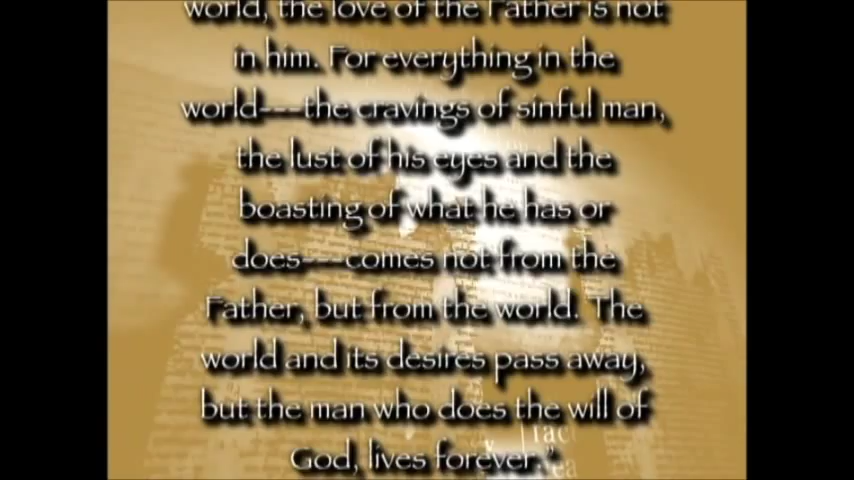 world, the love of the Father is not
in him. For everything in the
world---the cravings of sinful man,
the lust of his eyes and the
boasting of what he has or
does---comes not from the
Father, but from the world. The
world and its desires pass away,
but the man who does the will of
God, lives forever."